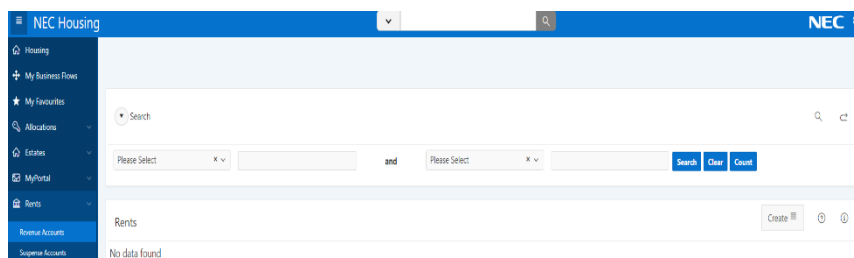 NEC Housing
NEC
Housing
My Business Flows
My Favourites
Allocations
Estates
MyPortal
Rents
Revenue Accounts
Suspense Accounts
Search
Please Select x and Please Select x Search Clear Count
Rents Create
No data found